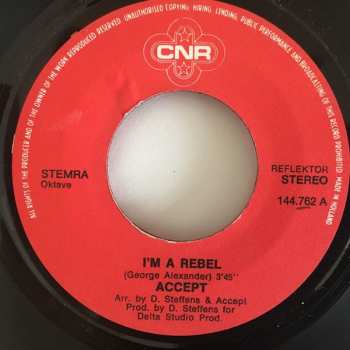 ALL RIGHTS OF THE PRODUCER AND OF THE OWNER OF THE WORK REPRODUCED RESERVED. UNAUTHORISED COPYING, HIRING, LENDING, PUBLIC PERFORMANCE AND BROADCASTING OF THIS RECORD PROHIBITED. MADE IN HOLLAND
CNR
STEMRA
Oktave
REFLEKTOR
STEREO
144.762 A
I'M A REBEL
(George Alexander) 3'45''
ACCEPT
Arr. by D. Steffens & Accept
Prod. by D. Steffens for
Delta Studio Prod.